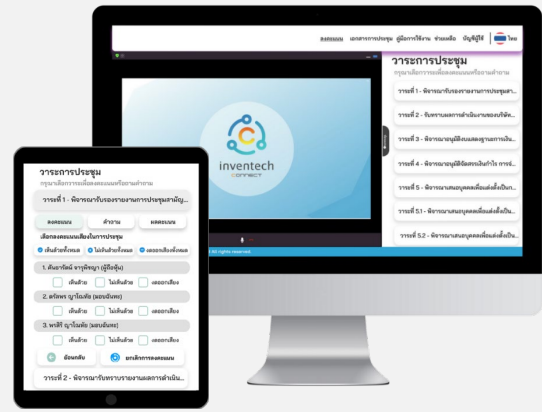 ลงคะแนน เอกสารการประชุม คู่มือการใช้งาน ช่วยเหลือ บัญชีผู้ใช้ ไทย
วาระการประชุม
กรุณาเลือกวาระเพื่อลงคะแนนหรือถามคำถาม
วาระที่ 1 - พิจารณารับรองรายงานการประชุมสา...
วาระที่ 2 - รับทราบผลการดำเนินงานของบริษัท...
วาระที่ 3 - พิจารณาอนุมัติงบแสดงฐานะการเงิน...
วาระที่ 4 - พิจารณาอนุมัติจัดสรรเงินกำไร การจ่...
วาระที่ 5 - พิจารณาเสนอบุคคลเพื่อแต่งตั้งเป็นก...
วาระที่ 5.1 - พิจารณาเสนอบุคคลเพื่อแต่งตั้งเป็น...
วาระที่ 5.2 - พิจารณาเสนอบุคคลเพื่อแต่งตั้งเป็น...
inventech
CONNECT
All rights reserved.
วาระการประชุม
กรุณาเลือกวาระเพื่อลงคะแนนหรือถามคำถาม
วาระที่ 1 - พิจารณารับรองรายงานการประชุมสามัญ...
ลงคะแนน คำถาม ผลคะแนน
เลือกลงคะแนนเสียงในการประชุม
เห็นด้วยทั้งหมด ไม่เห็นด้วยทั้งหมด งดออกเสียงทั้งหมด
1. คันธารัตน์ จารุพิชญา (ผู้ถือหุ้น)
เห็นด้วย ไม่เห็นด้วย งดออกเสียง
2. ดรัลพร ญาโณทัย (มอบฉันทะ)
เห็นด้วย ไม่เห็นด้วย งดออกเสียง
3. พรสิริ ญาโณทัย (มอบฉันทะ)
เห็นด้วย ไม่เห็นด้วย งดออกเสียง
ย้อนกลับ ยกเลิกการลงคะแนน
วาระที่ 2 - พิจารณารับทราบรายงานผลการดำเนิน...